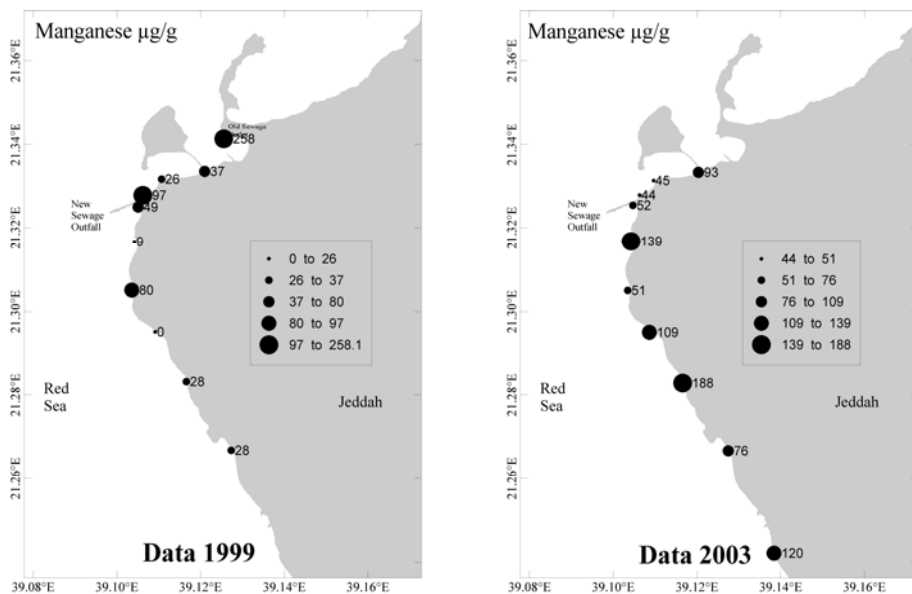 Manganese µg/g
21.36°E
21.34°E
21.32°E
21.30°E
21.28°E
21.26°E
Old Sewage
258
37
26
97
49
New
Sewage
Outfall
9
80
0
28
28
0 to 26
26 to 37
37 to 80
80 to 97
97 to 258.1
Red
Sea
Jeddah
Data 1999
39.08°E 39.10°E 39.12°E 39.14°E 39.16°E
Manganese µg/g
21.36°E
21.34°E
21.32°E
21.30°E
21.28°E
21.26°E
93
45
44
52
New
Sewage
Outfall
139
51
109
188
76
120
44 to 51
51 to 76
76 to 109
109 to 139
139 to 188
Red
Sea
Jeddah
Data 2003
39.08°E 39.10°E 39.12°E 39.14°E 39.16°E